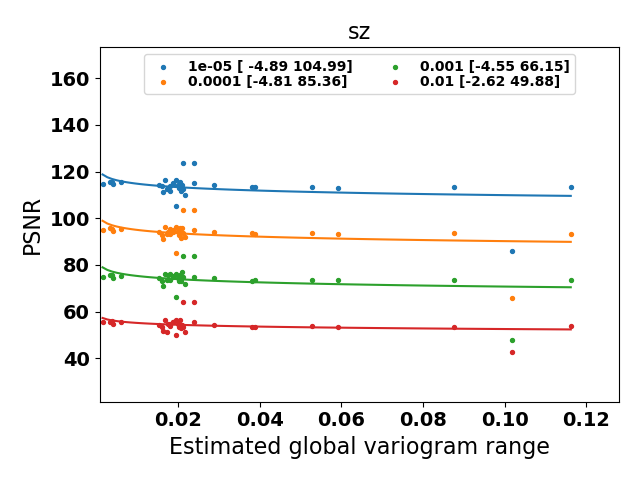 sz
1e-05 [ -4.89 104.99]
0.0001 [-4.81 85.36]
0.001 [-4.55 66.15]
0.01 [-2.62 49.88]
PSNR
160
140
120
100
80
60
40
0.02 0.04 0.06 0.08 0.10 0.12
Estimated global variogram range